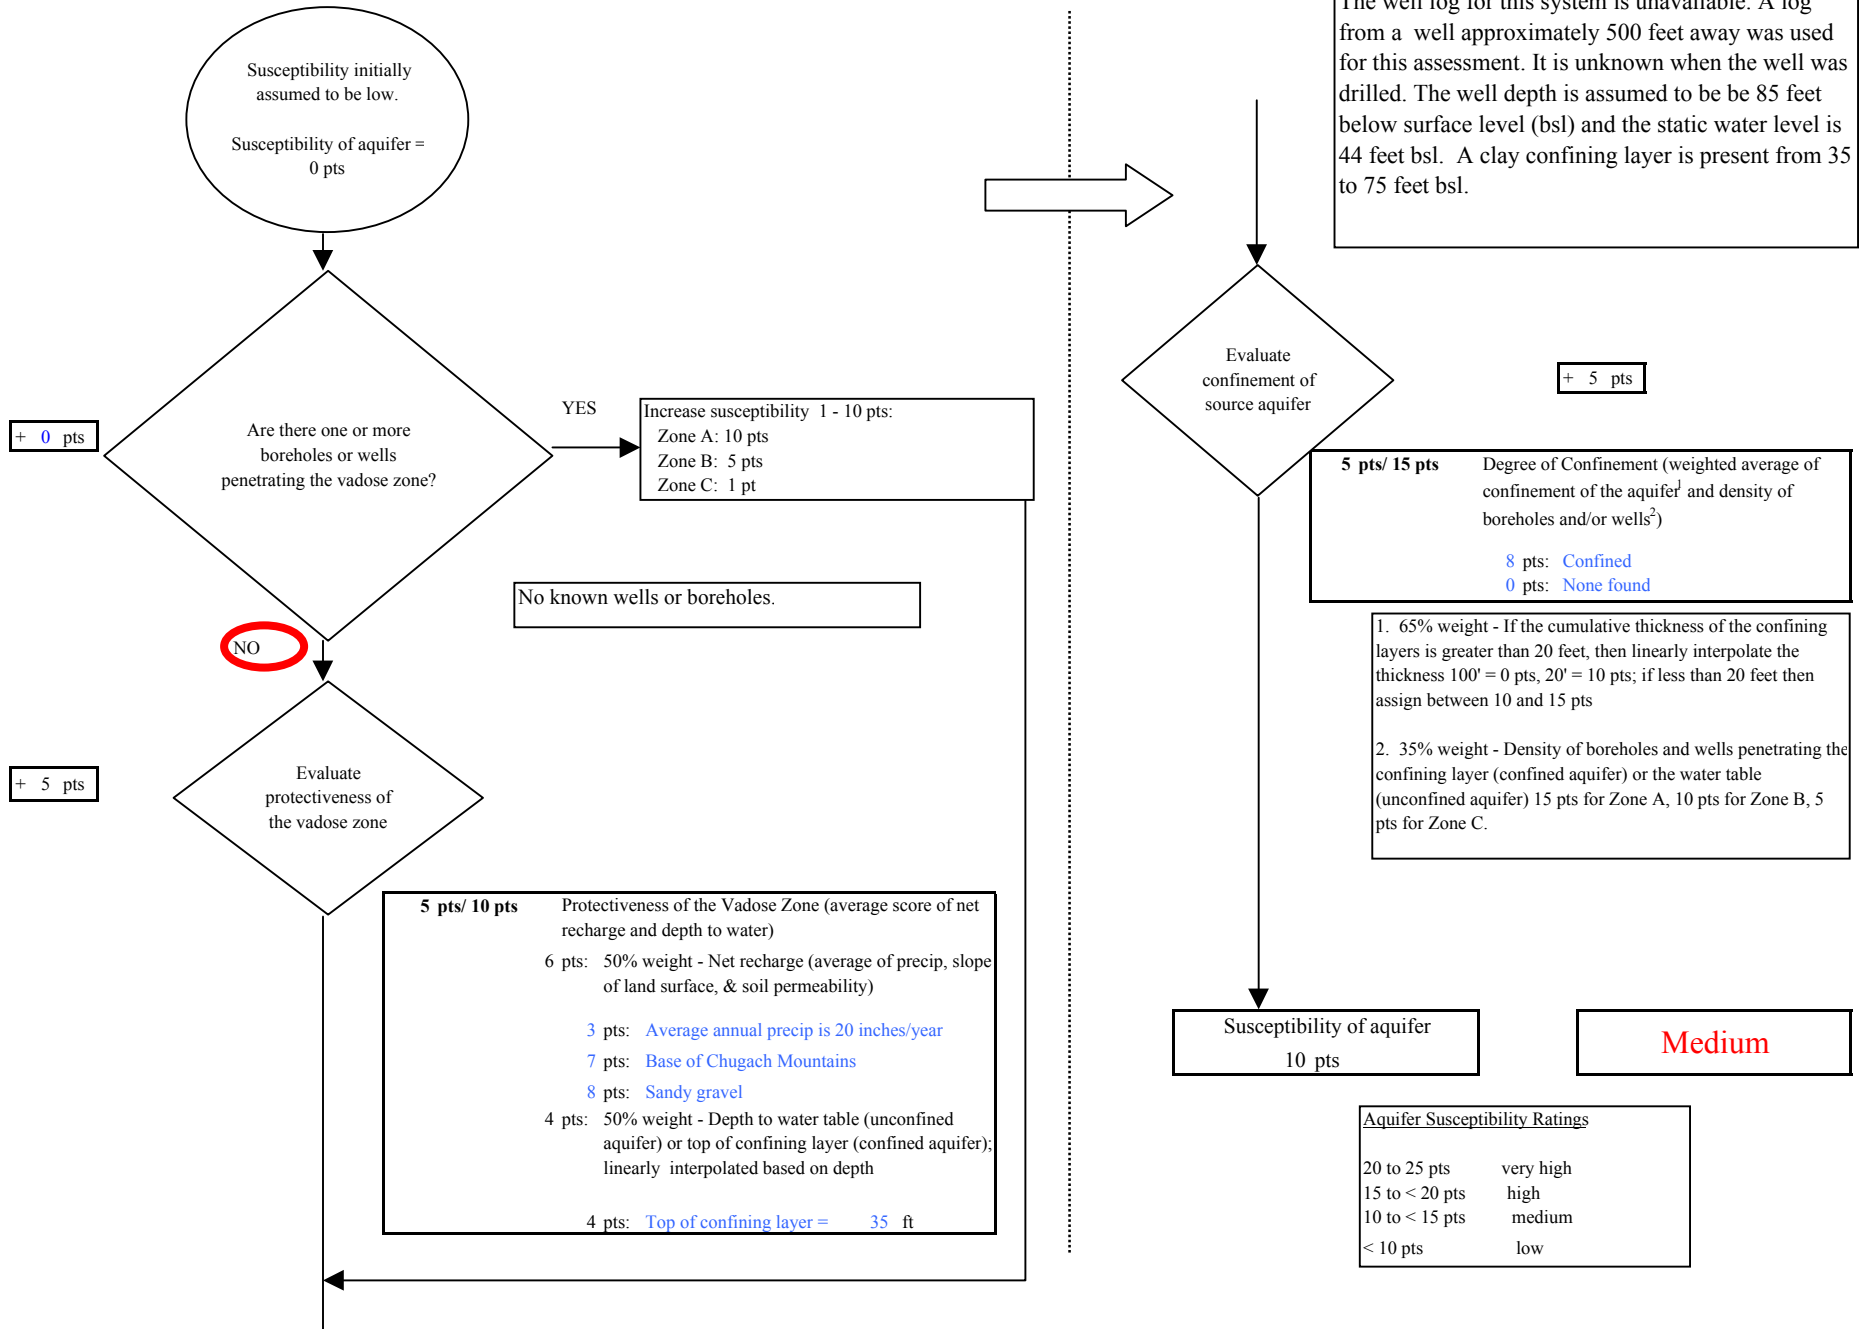 Susceptibility initially
assumed to be low.
Susceptibility of aquifer =
0 pts
+ 0 pts
Are there one or more
boreholes or wells
penetrating the vadose zone?
YES
Increase susceptibility 1 - 10 pts:
Zone A: 10 pts
Zone B: 5 pts
Zone C: 1 pt
No known wells or boreholes.
NO
+ 5 pts
Evaluate
protectiveness of
the vadose zone
5 pts/ 10 pts Protectiveness of the Vadose Zone (average score of net
recharge and depth to water)
6 pts: 50% weight - Net recharge (average of precip, slope
of land surface, & soil permeability)
3 pts: Average annual precip is 20 inches/year
7 pts: Base of Chugach Mountains
8 pts: Sandy gravel
4 pts: 50% weight - Depth to water table (unconfined
aquifer) or top of confining layer (confined aquifer);
linearly interpolated based on depth
4 pts: Top of confining layer = 35 ft
The well log for this system is unavailable. A log
from a well approximately 500 feet away was used
for this assessment. It is unknown when the well was
drilled. The well depth is assumed to be be 85 feet
below surface level (bsl) and the static water level is
44 feet bsl. A clay confining layer is present from 35
to 75 feet bsl.
Evaluate
confinement of
source aquifer
+ 5 pts
5 pts/ 15 pts Degree of Confinement (weighted average of
confinement of the aquifer1 and density of
boreholes and/or wells2)
8 pts: Confined
0 pts: None found
1. 65% weight - If the cumulative thickness of the confining
layers is greater than 20 feet, then linearly interpolate the
thickness 100' = 0 pts, 20' = 10 pts; if less than 20 feet then
assign between 10 and 15 pts
2. 35% weight - Density of boreholes and wells penetrating the
confining layer (confined aquifer) or the water table
(unconfined aquifer) 15 pts for Zone A, 10 pts for Zone B, 5
pts for Zone C.
Susceptibility of aquifer
10 pts
Medium
Aquifer Susceptibility Ratings
20 to 25 pts very high
15 to < 20 pts high
10 to < 15 pts medium
< 10 pts low